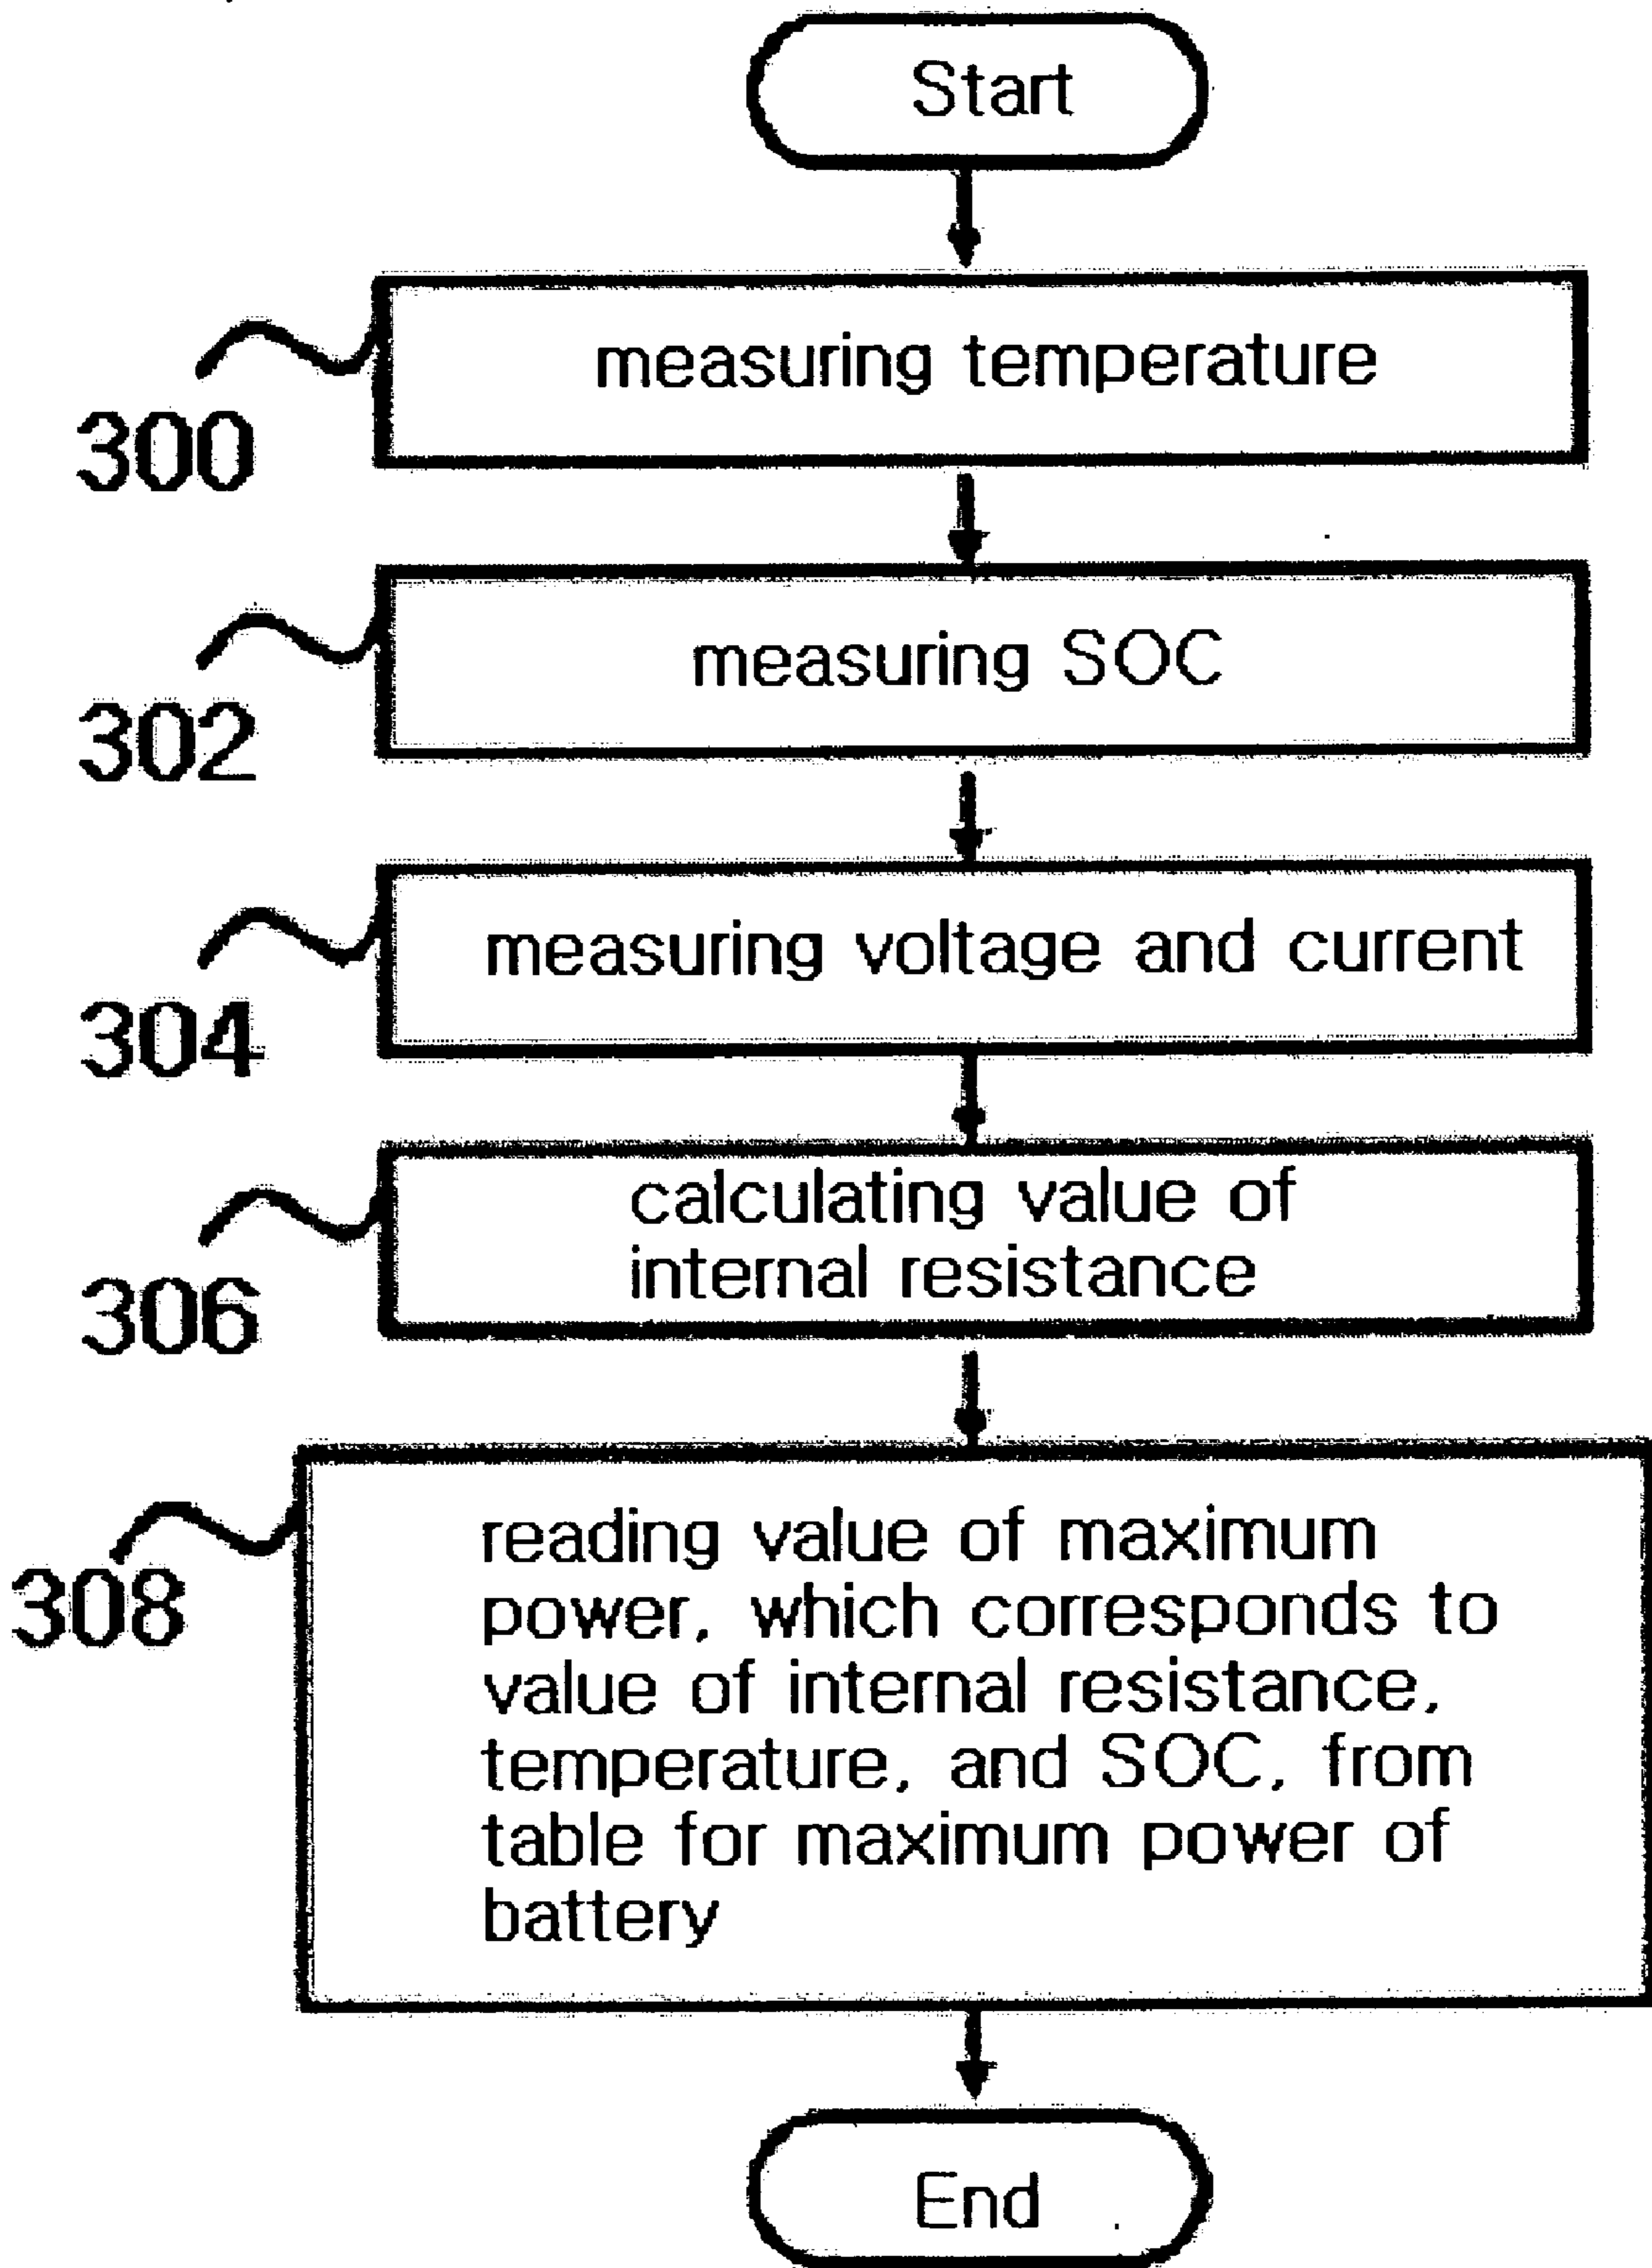 Start
measuring temperature
300
measuring SOC
302
measuring voltage and current
304
calculating value of
internal resistance
306
reading value of maximum
power, which corresponds to
value of internal resistance,
temperature, and SOC, from
table for maximum power of
battery
308
End